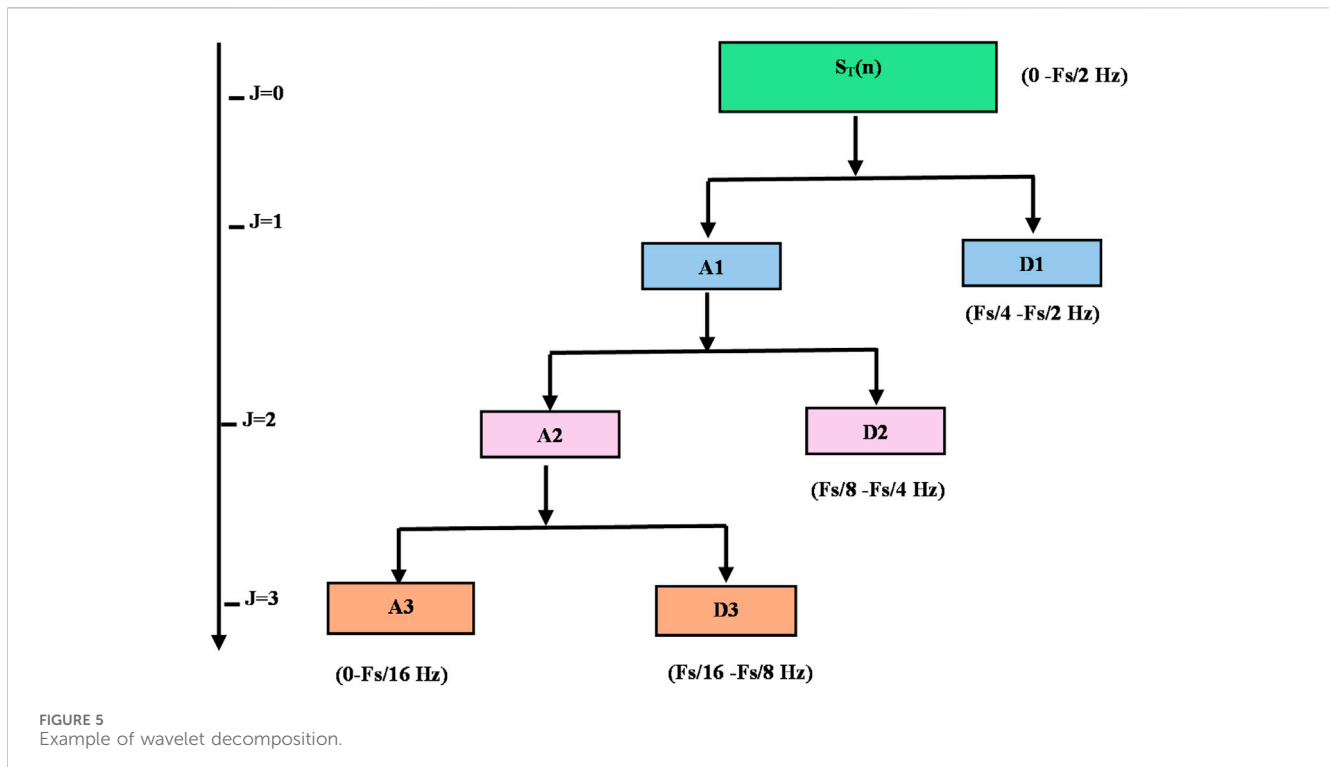 S_T(n)
(0 -Fs/2 Hz)
J=0
J=1
A1
D1
(Fs/4 -Fs/2 Hz)
J=2
A2
D2
(Fs/8 -Fs/4 Hz)
J=3
A3
D3
(0-Fs/16 Hz)
(Fs/16 -Fs/8 Hz)
FIGURE 5
Example of wavelet decomposition.